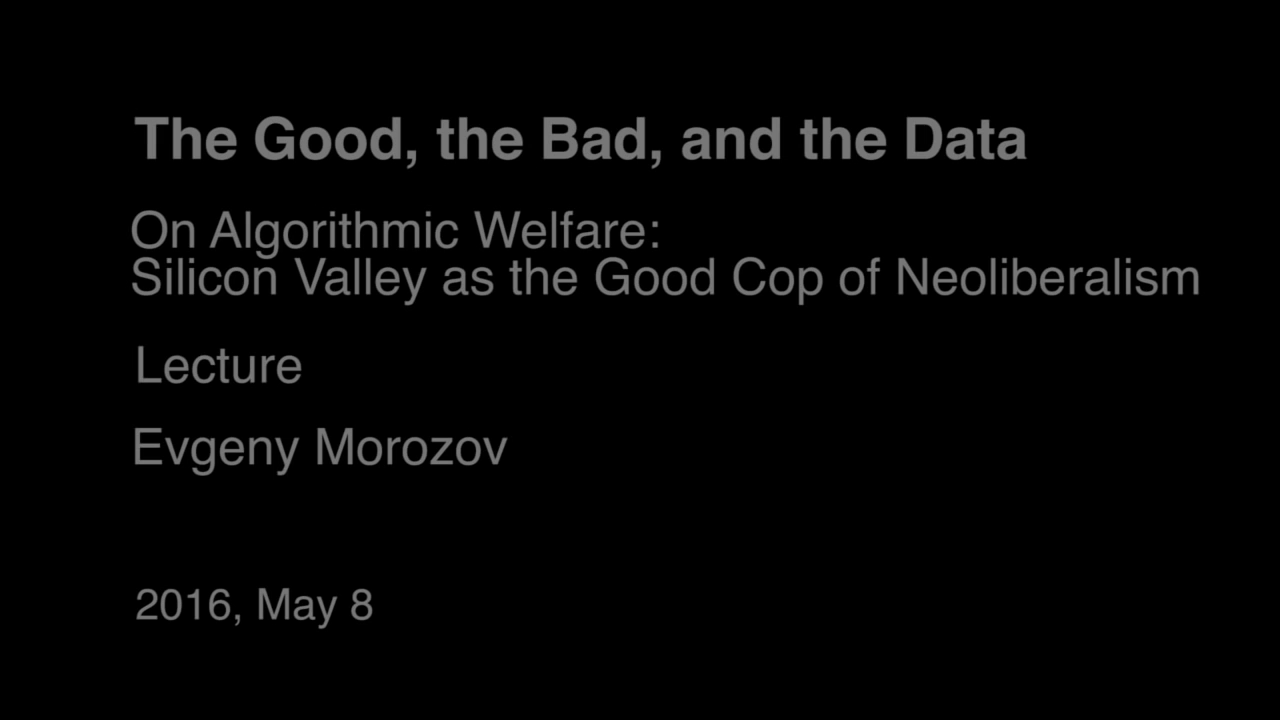 The Good, the Bad, and the Data
On Algorithmic Welfare:
Silicon Valley as the Good Cop of Neoliberalism
Lecture
Evgeny Morozov
2016, May 8